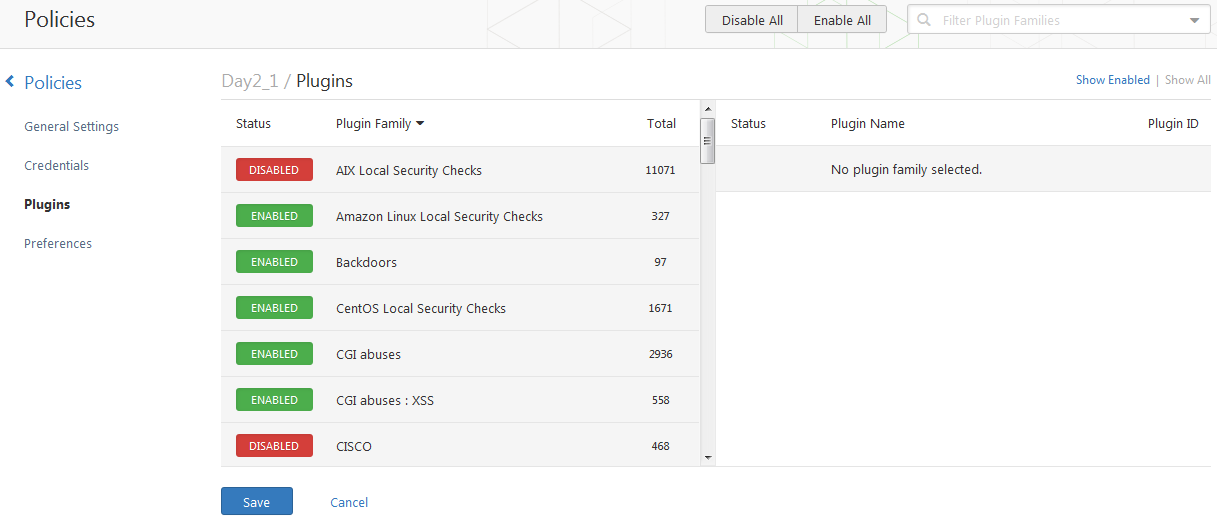 Policies
Disable All Enable All Filter Plugin Families
Policies
Day2_1 / Plugins
Show Enabled | Show All
General Settings
Credentials
Plugins
Preferences
Status Plugin Family Total
DISABLED AIX Local Security Checks 11071
ENABLED Amazon Linux Local Security Checks 327
ENABLED Backdoors 97
ENABLED CentOS Local Security Checks 1671
ENABLED CGI abuses 2936
ENABLED CGI abuses : XSS 558
DISABLED CISCO 468
Status Plugin Name Plugin ID
No plugin family selected.
Save Cancel